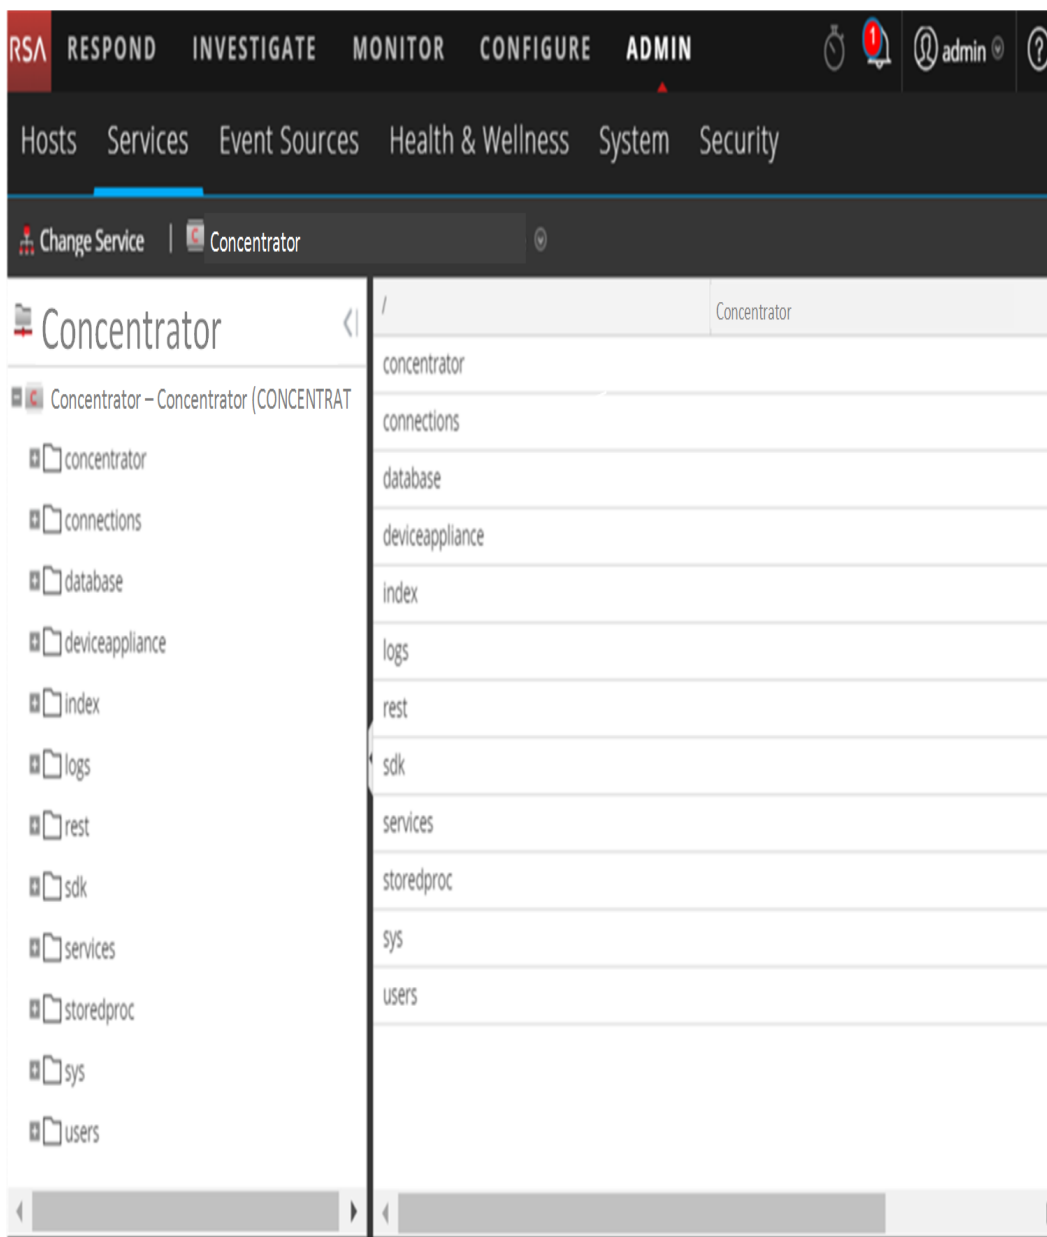 RSA RESPOND INVESTIGATE MONITOR CONFIGURE ADMIN 1 admin ?
Hosts Services Event Sources Health & Wellness System Security
Change Service | C Concentrator
Concentrator
C Concentrator – Concentrator (CONCENTRAT
concentrator
connections
database
deviceappliance
index
logs
rest
sdk
services
storedproc
sys
users
/ Concentrator
concentrator
connections
database
deviceappliance
index
logs
rest
sdk
services
storedproc
sys
users